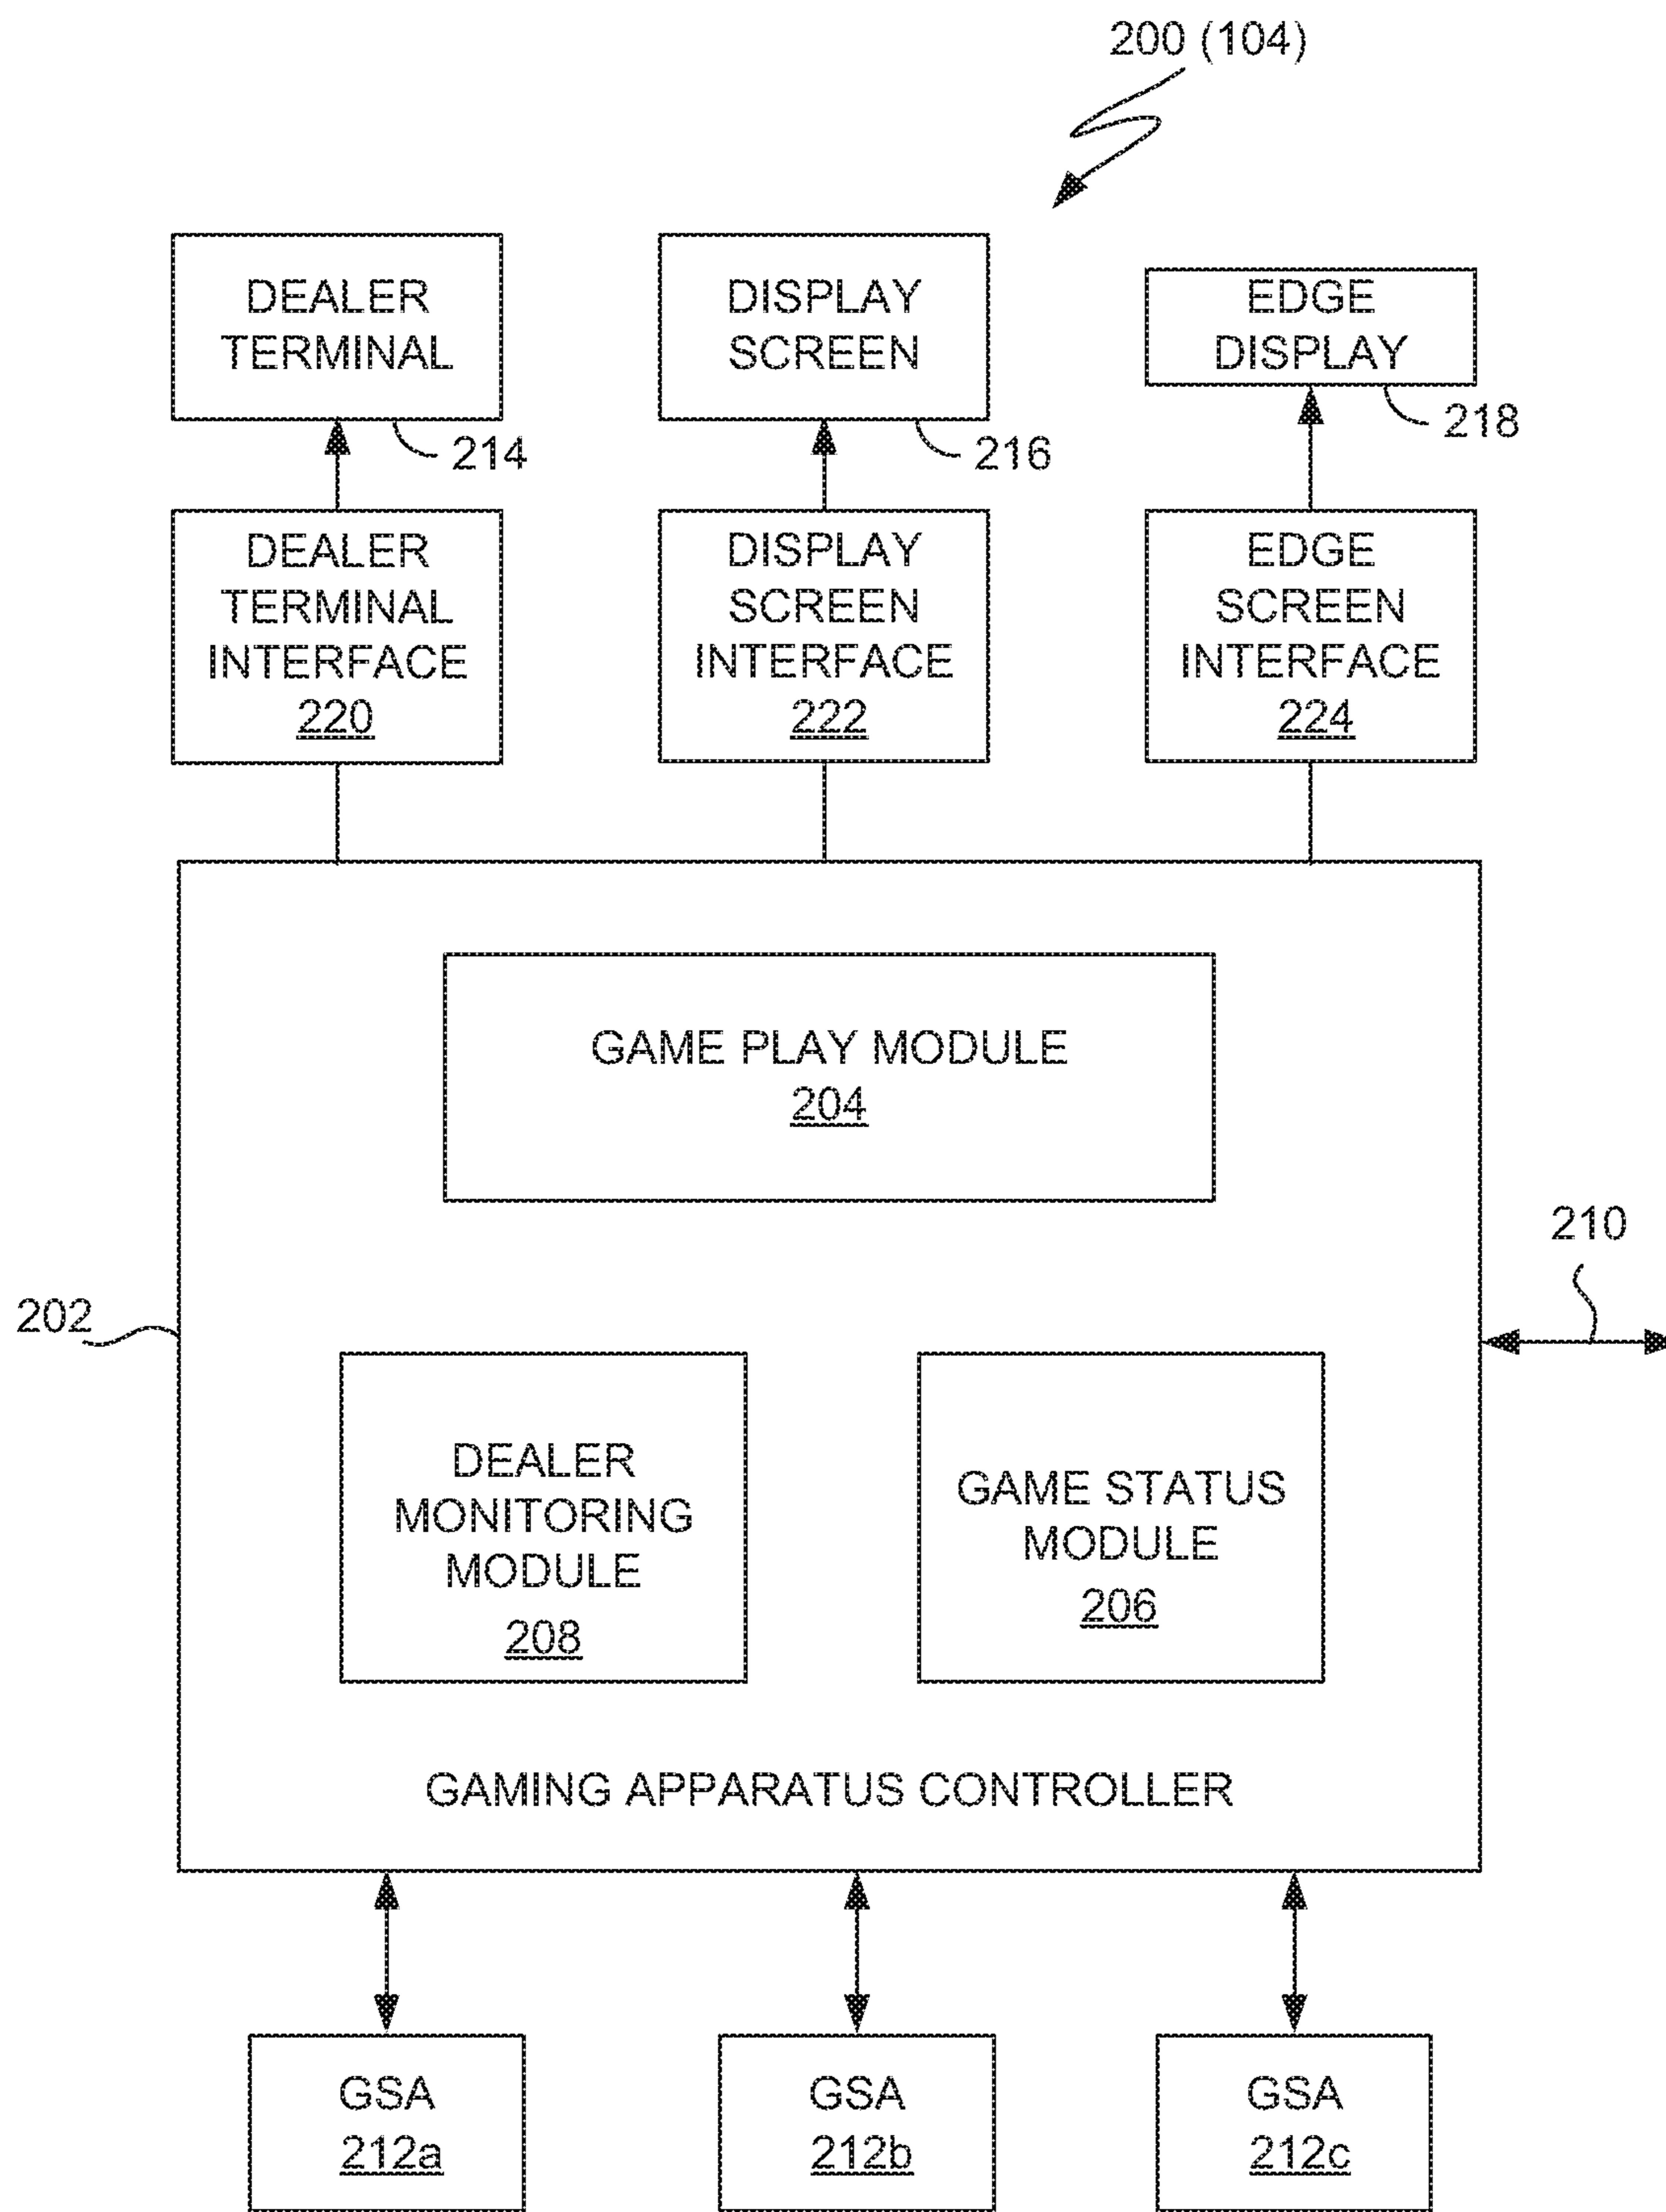 200 (104)
DEALER
TERMINAL
214
DISPLAY
SCREEN
216
EDGE
DISPLAY
218
DEALER
TERMINAL
INTERFACE
220
DISPLAY
SCREEN
INTERFACE
222
EDGE
SCREEN
INTERFACE
224
GAME PLAY MODULE
204
210
202
DEALER
MONITORING
MODULE
208
GAME STATUS
MODULE
206
GAMING APPARATUS CONTROLLER
GSA
212a
GSA
212b
GSA
212c